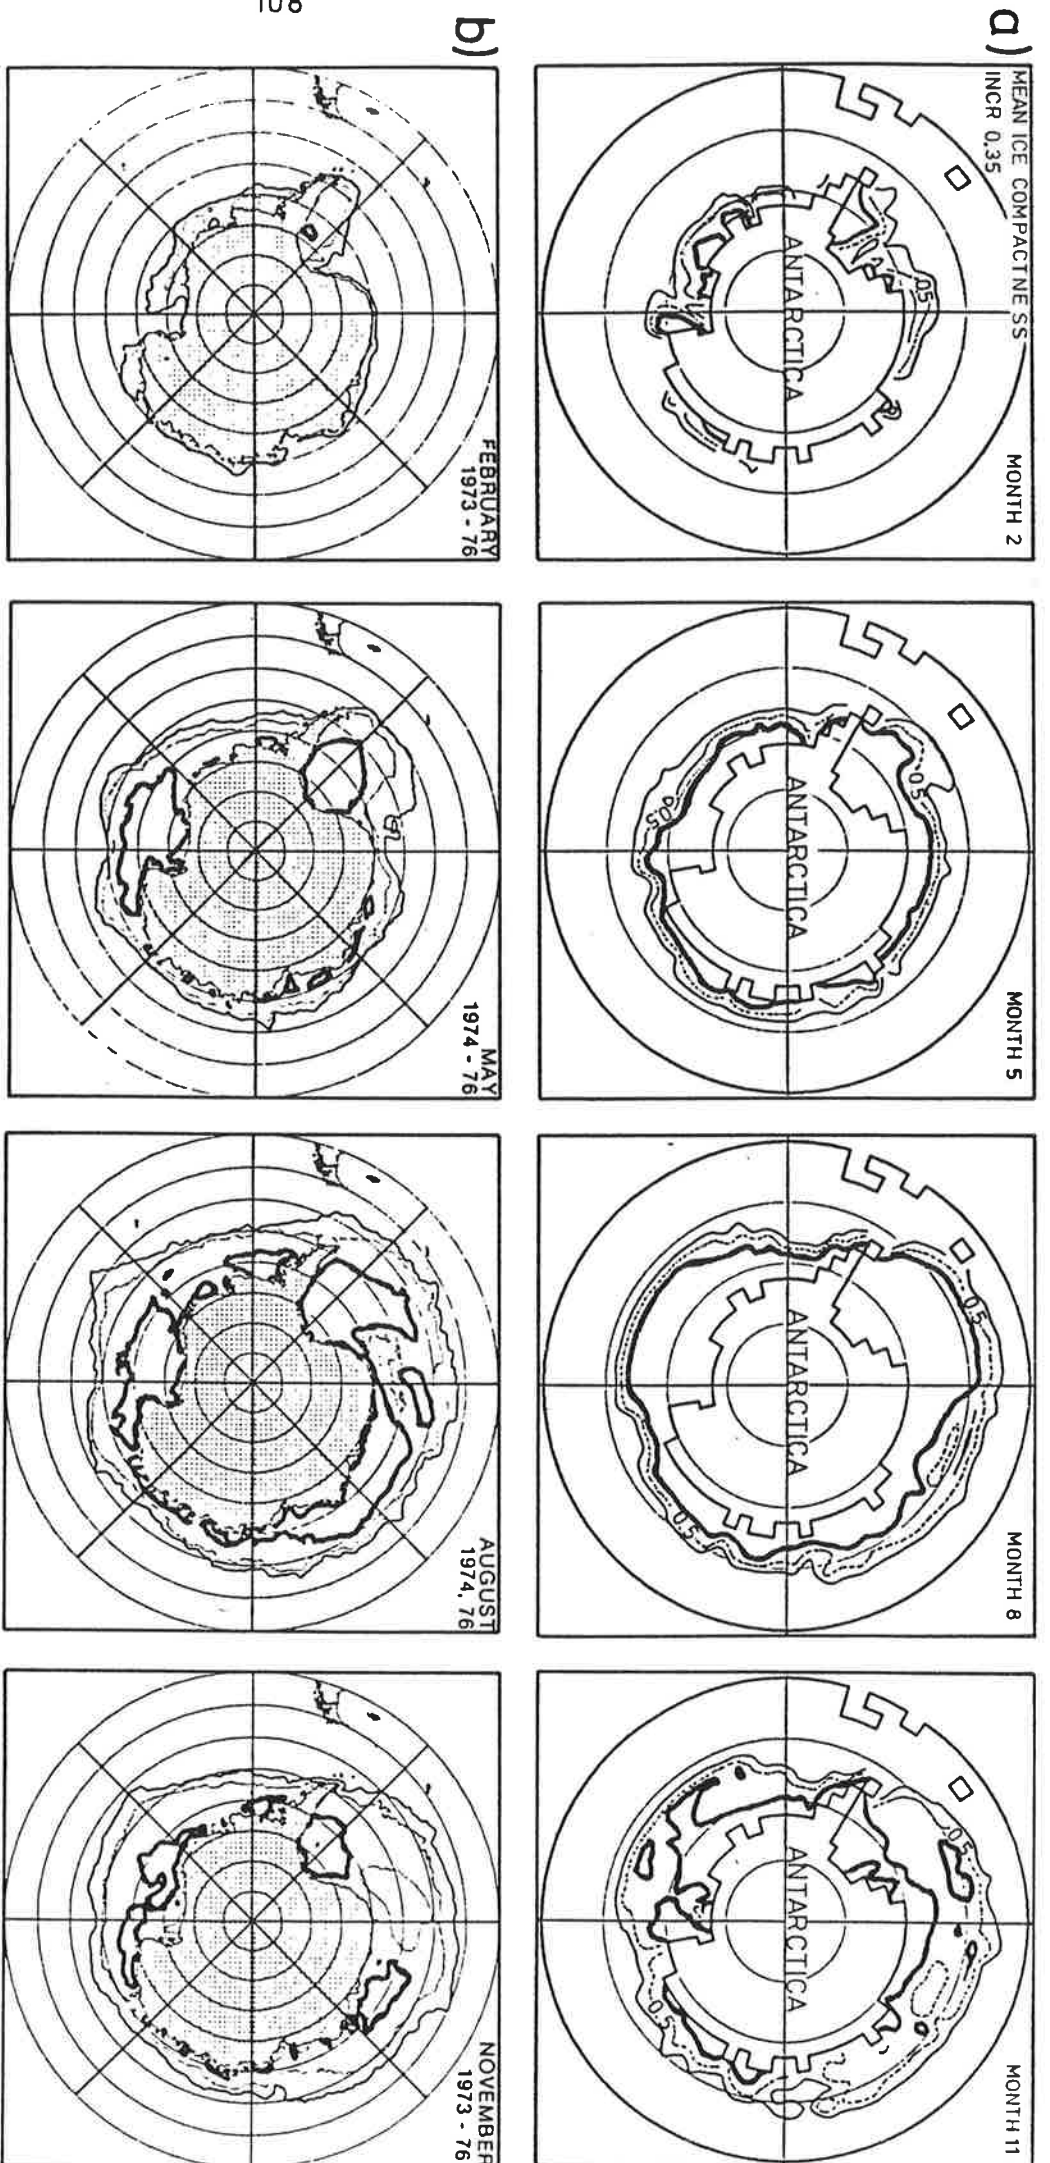 108
a)
MEAN ICE COMPACTNESS
INCR 0,35
MONTH 2
ANTARCTICA
0.5
MONTH 5
ANTARCTICA
0.5
0.5
MONTH 8
ANTARCTICA
0.5
0.5
MONTH 11
ANTARCTICA
0.5
b)
FEBRUARY
1973 - 76
MAY
1974 - 76
AUGUST
1974, 76
NOVEMBER
1973 - 76